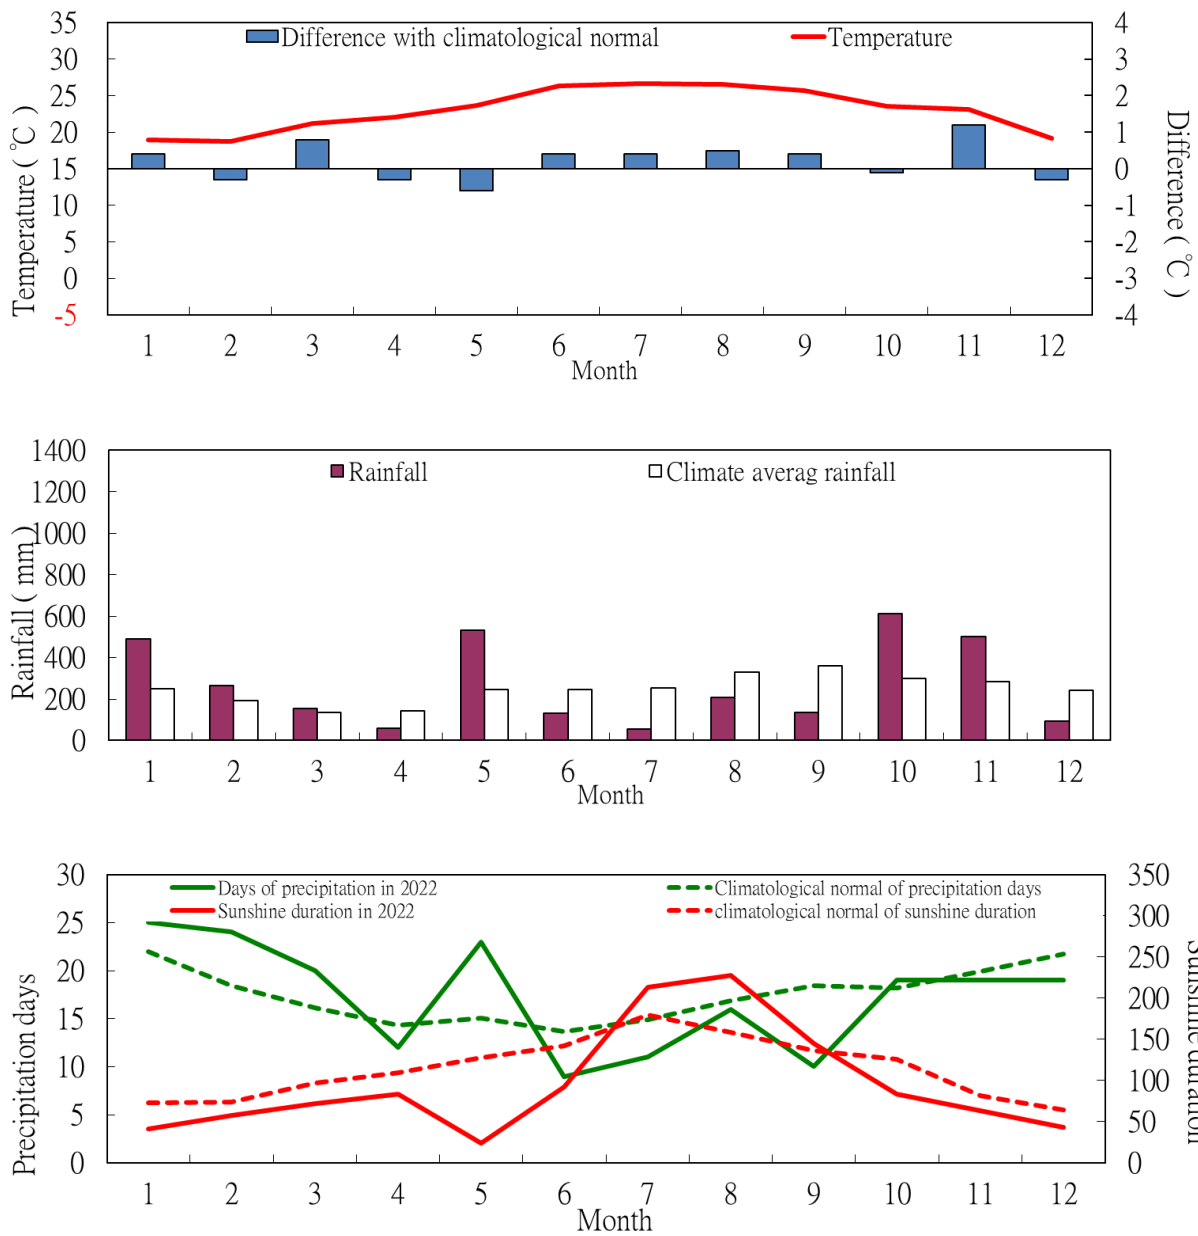 Difference with climatological normal
Temperature
35
30
25
20
15
10
5
0
-5
Temperature ( ℃ )
4
3
2
1
0
-1
-2
-3
-4
Difference ( ℃ )
1 2 3 4 5 6 7 8 9 10 11 12
Month
Rainfall
Climate averag rainfall
1400
1200
1000
800
600
400
200
0
Rainfall ( mm )
1 2 3 4 5 6 7 8 9 10 11 12
Month
Days of precipitation in 2022
Climatological normal of precipitation days
Sunshine duration in 2022
climatological normal of sunshine duration
30
25
20
15
10
5
0
Precipitation days
350
300
250
200
150
100
50
0
Sunshine duration
1 2 3 4 5 6 7 8 9 10 11 12
Month